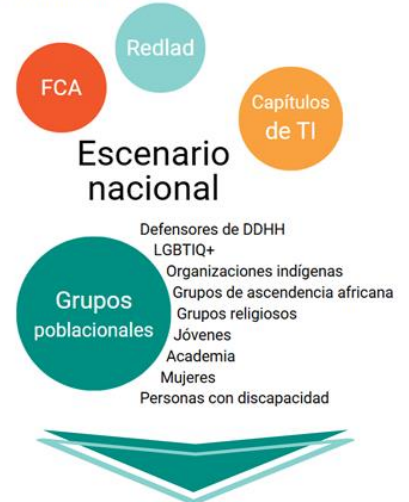 Redlad
FCA
Capítulos
de TI
Escenario
nacional
Defensores de DDHH
LGBTIQ+
Organizaciones indígenas
Grupos de ascendencia africana
Grupos religiosos
Jóvenes
Academia
Mujeres
Personas con discapacidad
Grupos
poblacionales